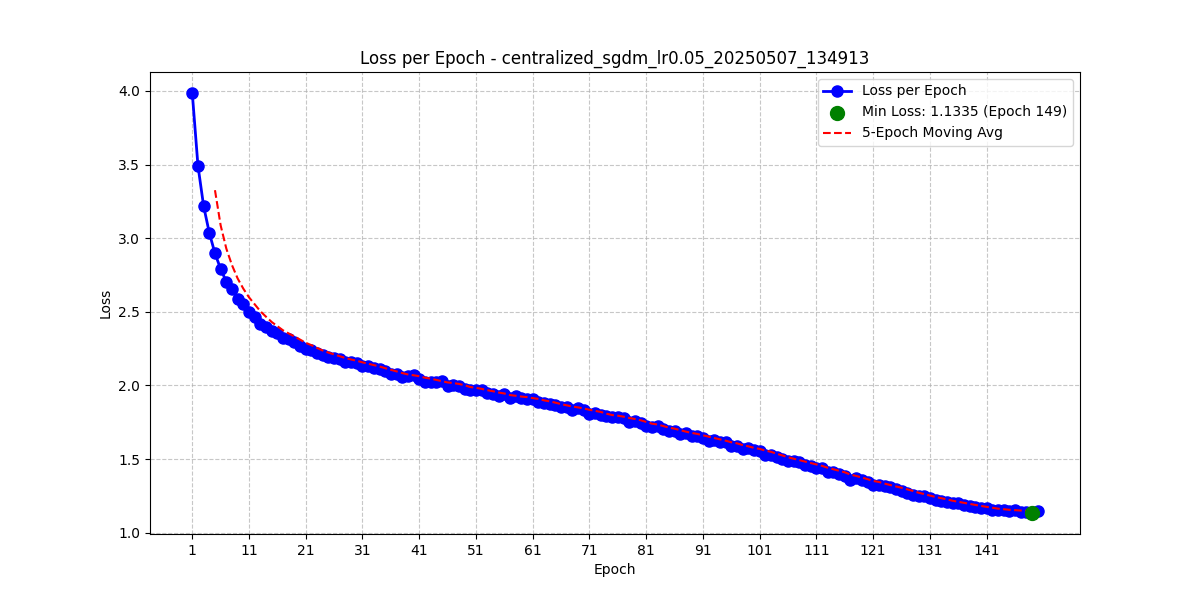 Loss per Epoch - centralized_sgdm_lr0.05_20250507_134913
Loss per Epoch
Min Loss: 1.1335 (Epoch 149)
5-Epoch Moving Avg
Loss
4.0
3.5
3.0
2.5
2.0
1.5
1.0
1 11 21 31 41 51 61 71 81 91 101 111 121 131 141
Epoch